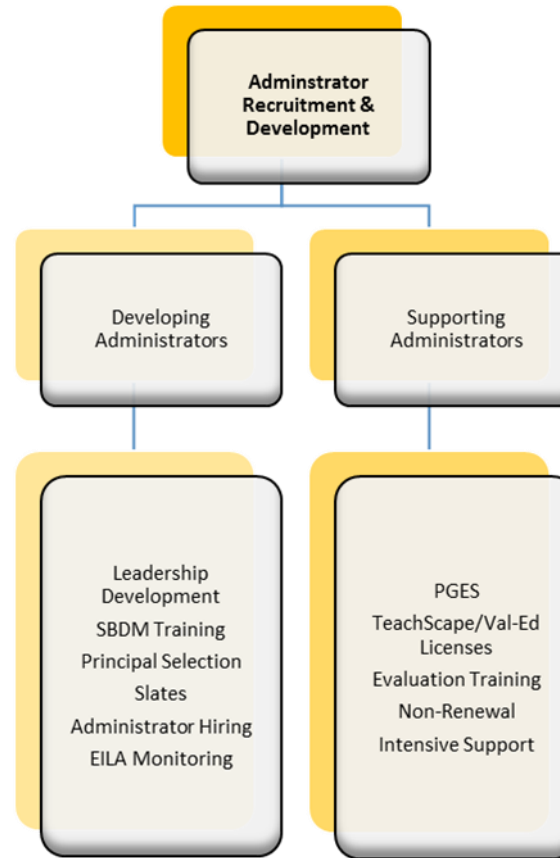 Adminstrator
Recruitment &
Development
Developing
Administrators
Supporting
Administrators
Leadership
Development
SBDM Training
Principal Selection
Slates
Administrator Hiring
EILA Monitoring
PGES
TeachScape/Val-Ed
Licenses
Evaluation Training
Non-Renewal
Intensive Support